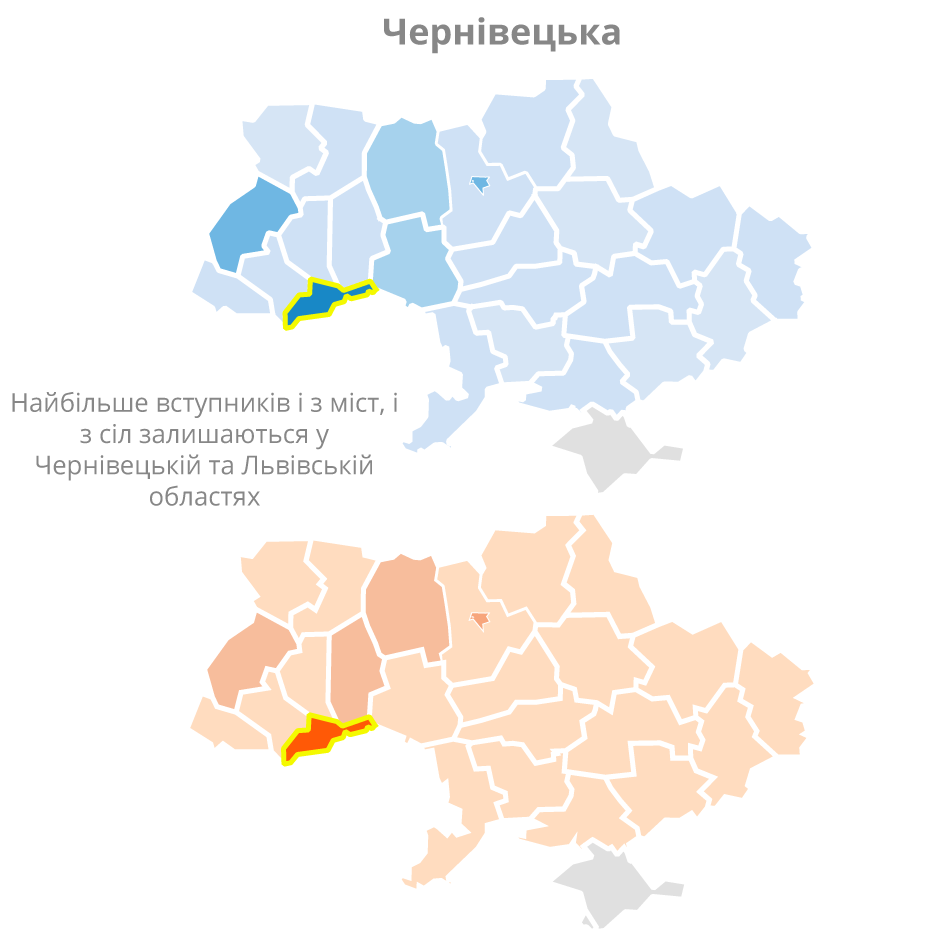 Чернівецька
Найбільше вступників і з міст, і
з сіл залишаються у
Чернівецькій та Львівській
областях